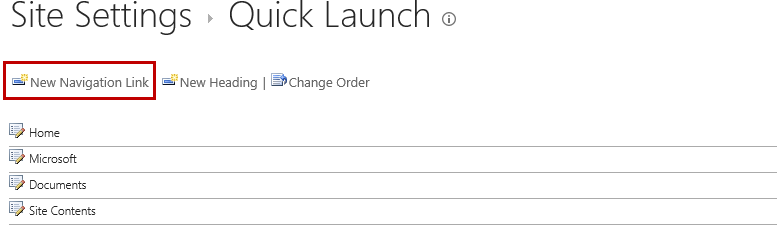 Site Settings ▸ Quick Launch
New Navigation Link New Heading | Change Order
Home
Microsoft
Documents
Site Contents